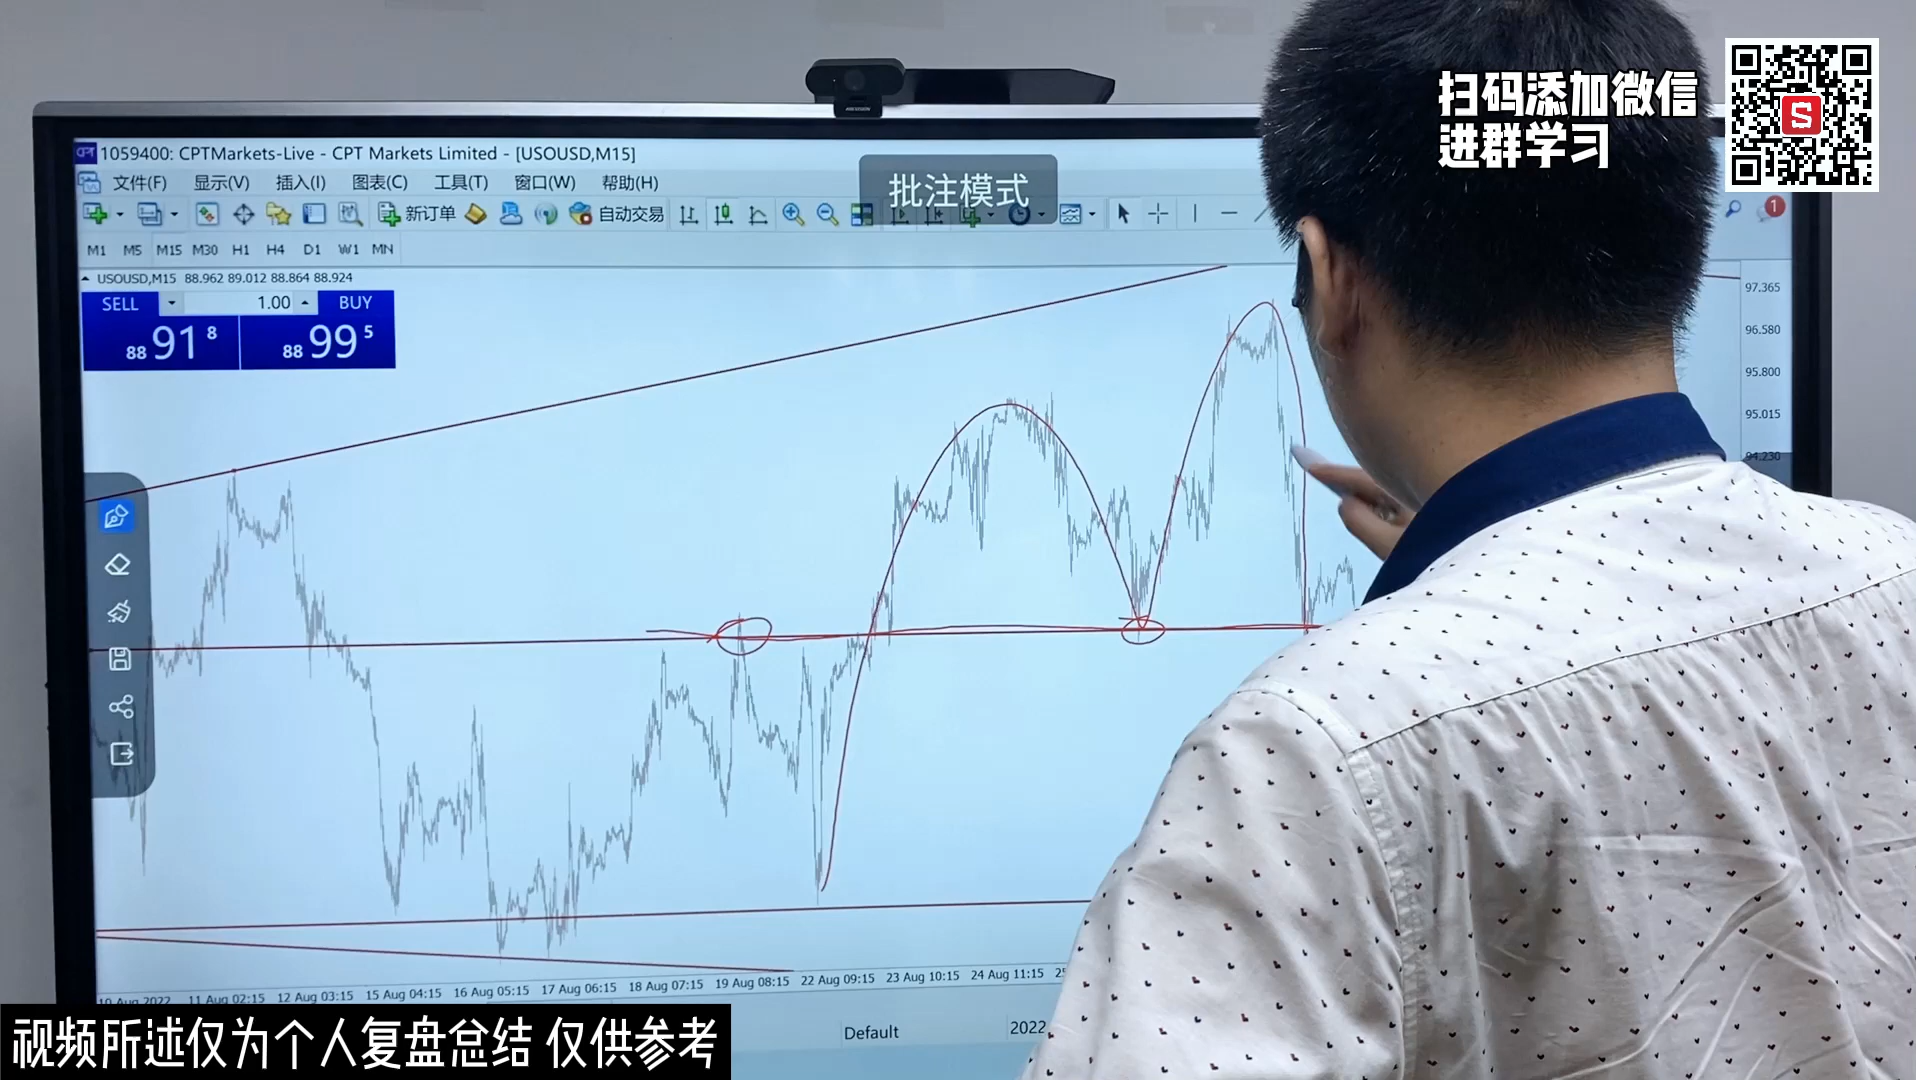 扫码添加微信
进群学习
1059400: CPTMarkets-Live - CPT Markets Limited - [USOUSD,M15]
文件(F) 显示(V) 插入(I) 图表(C) 工具(T) 窗口(W) 帮助(H)
批注模式
新订单 自动交易
1
M1 M5 M15 M30 H1 H4 D1 W1 MN
USOUSD,M15 88.962 89.012 88.864 88.924
SELL 1.00 BUY
88 91 8 88 99 5
97.365
96.580
95.800
95.015
94.230
10 Aug 2022 11 Aug 02:15 12 Aug 03:15 15 Aug 04:15 16 Aug 05:15 17 Aug 06:15 18 Aug 07:15 19 Aug 08:15 22 Aug 09:15 23 Aug 10:15 24 Aug 11:15
Default 2022
视频所述仅为个人复盘总结 仅供参考